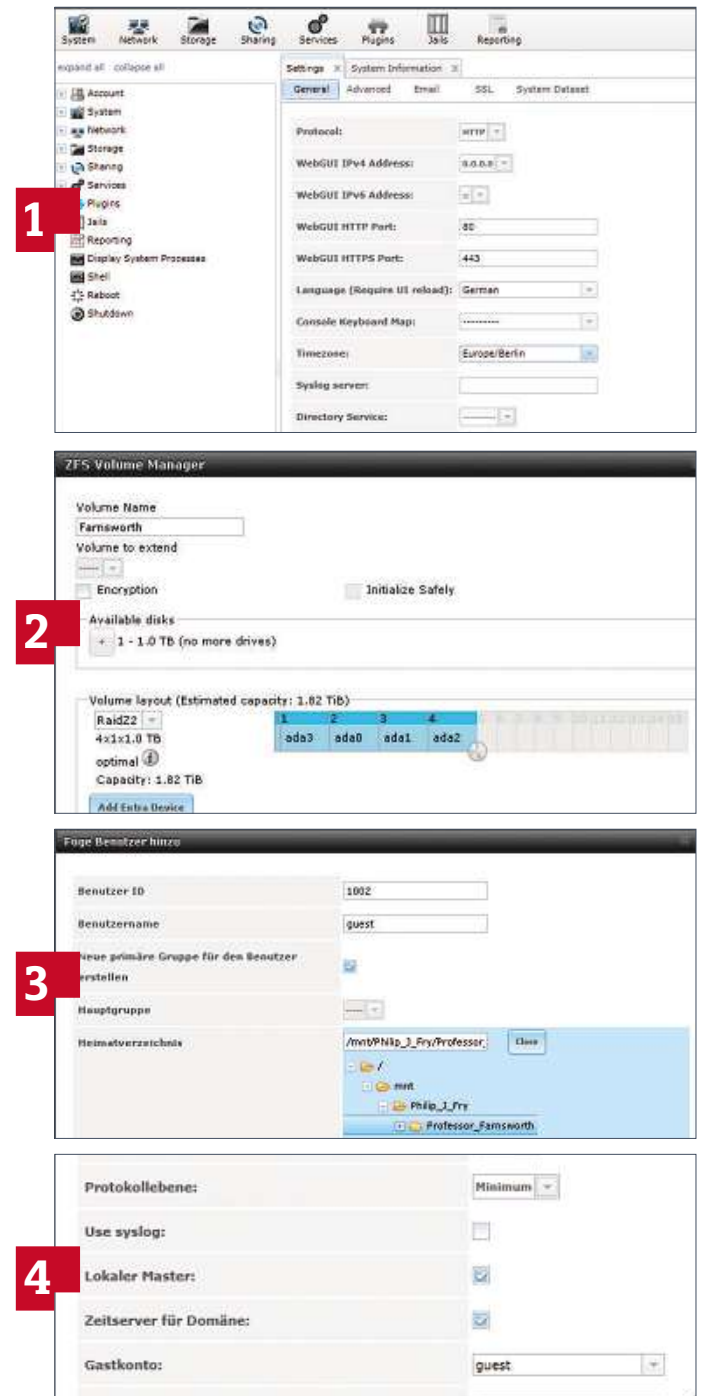 System Network Storage Sharing Services Plugins Jails Reporting
expand all collapse all
Settings X System Information X
General Advanced Email SSL System Dataset
Account
System
Network
Storage
Sharing
Services
Plugins
Jails
Reporting
Display System Processes
Shell
Reboot
Shutdown
1
Protocol: HTTP
WebGUI IPv4 Address: 0.0.0.0
WebGUI IPv6 Address: ::
WebGUI HTTP Port: 80
WebGUI HTTPS Port: 443
Language (Require UI reload): German
Console Keyboard Map: ---------
Timezone: Europe/Berlin
Syslog server:
Directory Service: ---------
ZFS Volume Manager
Volume Name
Farnsworth
Volume to extend
-----
Encryption Initialize Safely
2
Available disks
+ 1 - 1.0 TB (no more drives)
Volume layout (Estimated capacity: 1.82 TiB)
RaidZ2
4x1x1.0 TB
optimal
Capacity: 1.82 TiB
1 2 3 4
ada3 ada0 ada1 ada2
Add Extra Device
Füge Benutzer hinzu
Benutzer ID 1002
Benutzername guest
3
Neue primäre Gruppe für den Benutzer
erstellen
Hauptgruppe -----
Heimatverzeichnis /mnt/Philip_J_Fry/Professor_ Close
/
mnt
Philip_J_Fry
Professor_Farnsworth
4
Protokollebene: Minimum
Use syslog:
Lokaler Master:
Zeitserver für Domäne:
Gastkonto: guest